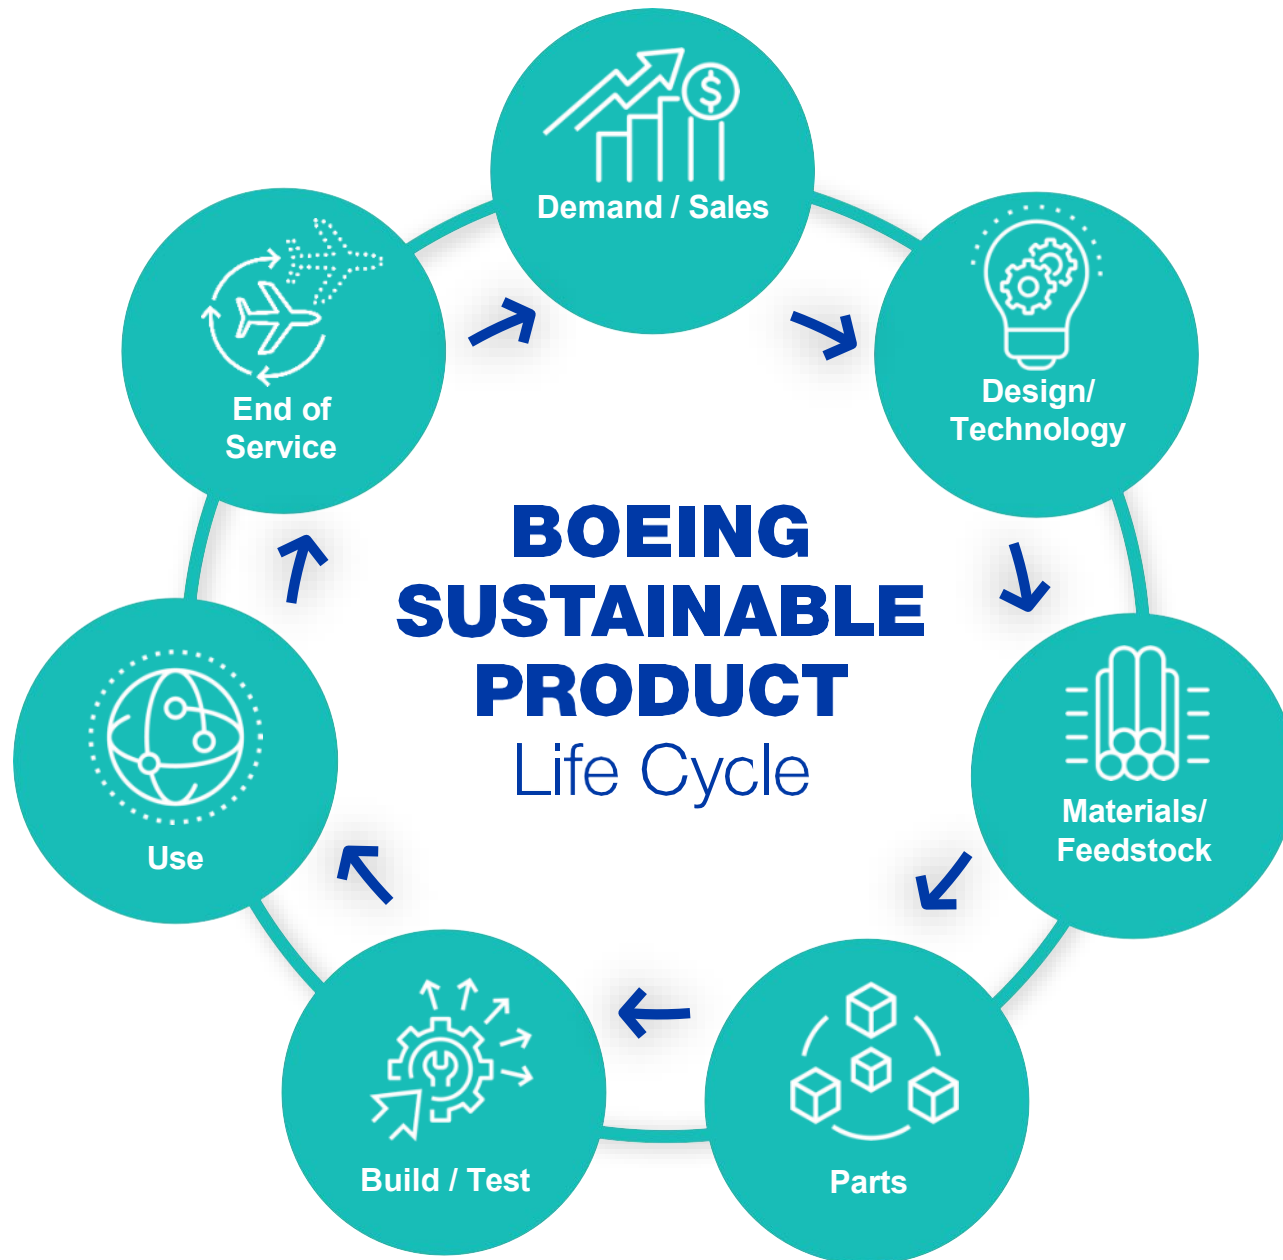 Demand / Sales
Design/
Technology
Materials/
Feedstock
Parts
Build / Test
Use
End of
Service
BOEING
SUSTAINABLE
PRODUCT
Life Cycle
$